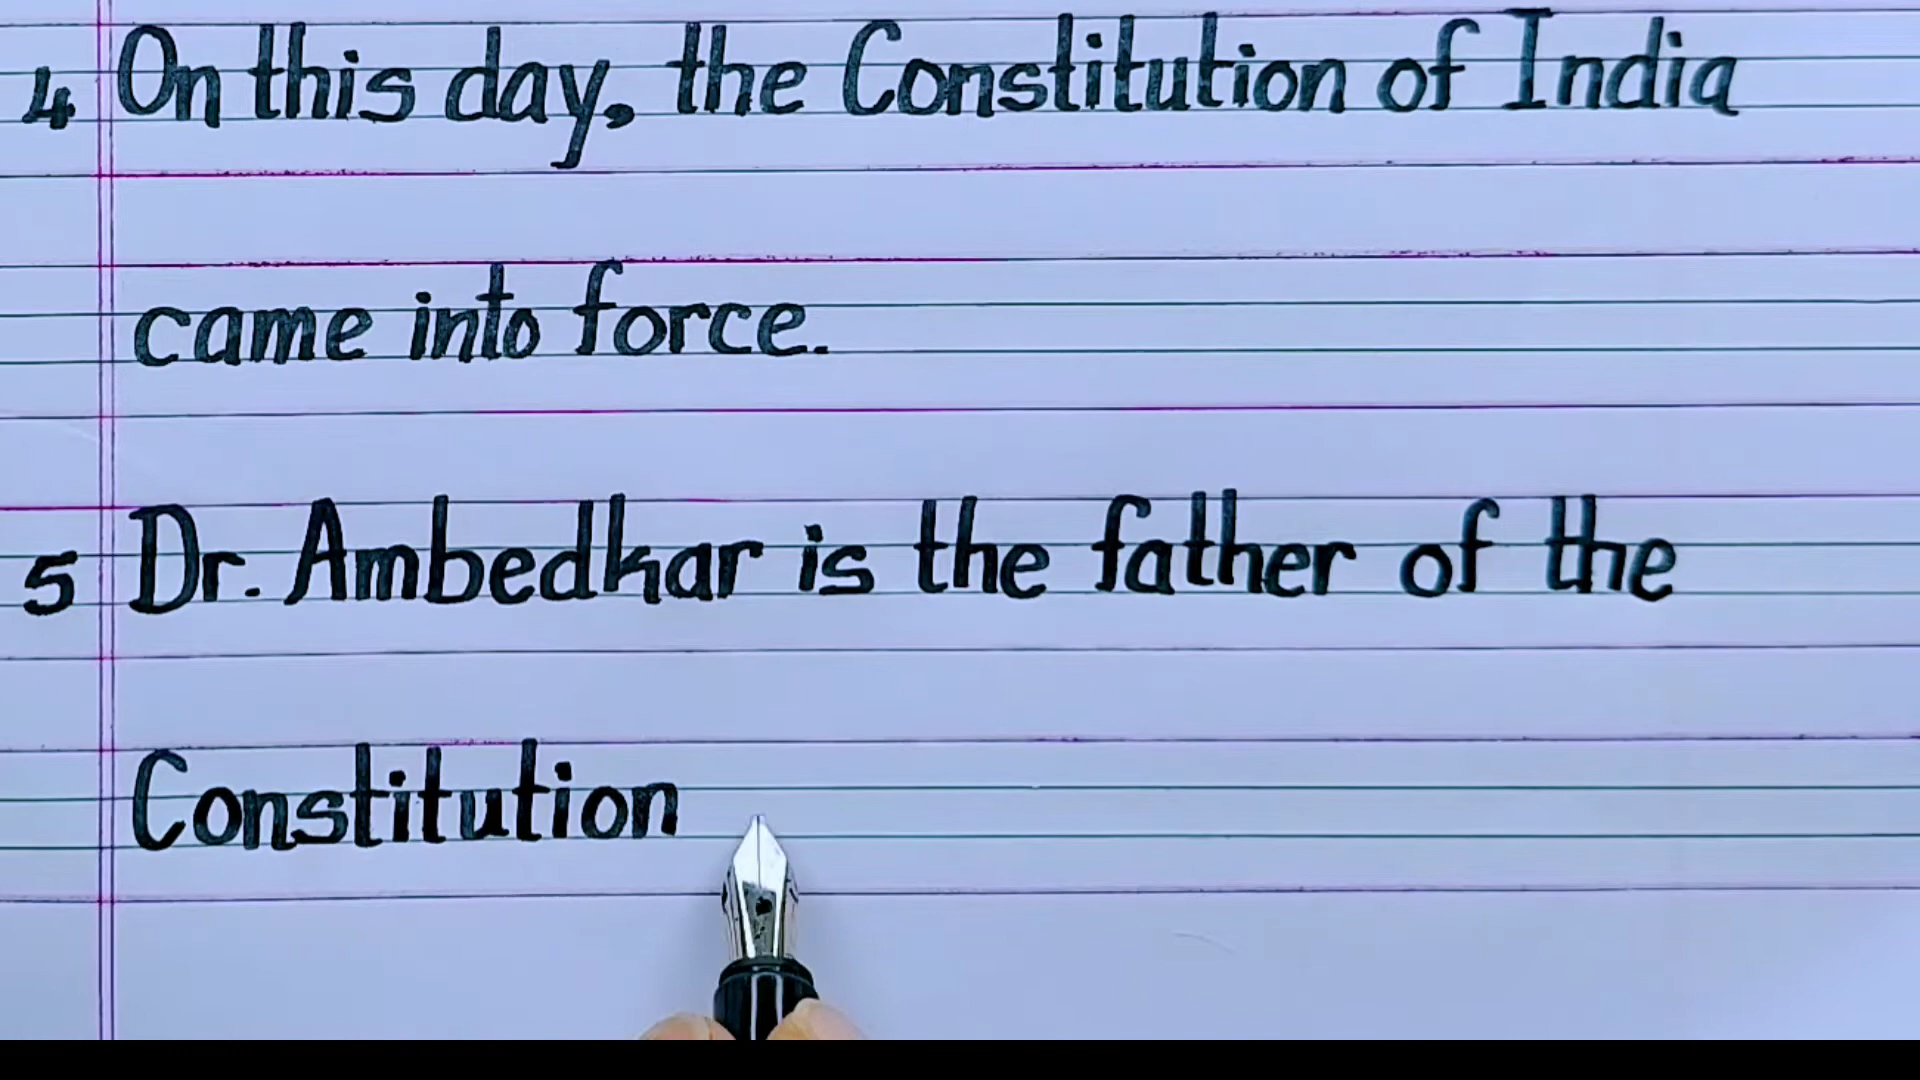 4 On this day, the Constitution of India
came into force.
5 Dr. Ambedkar is the father of the
Constitution